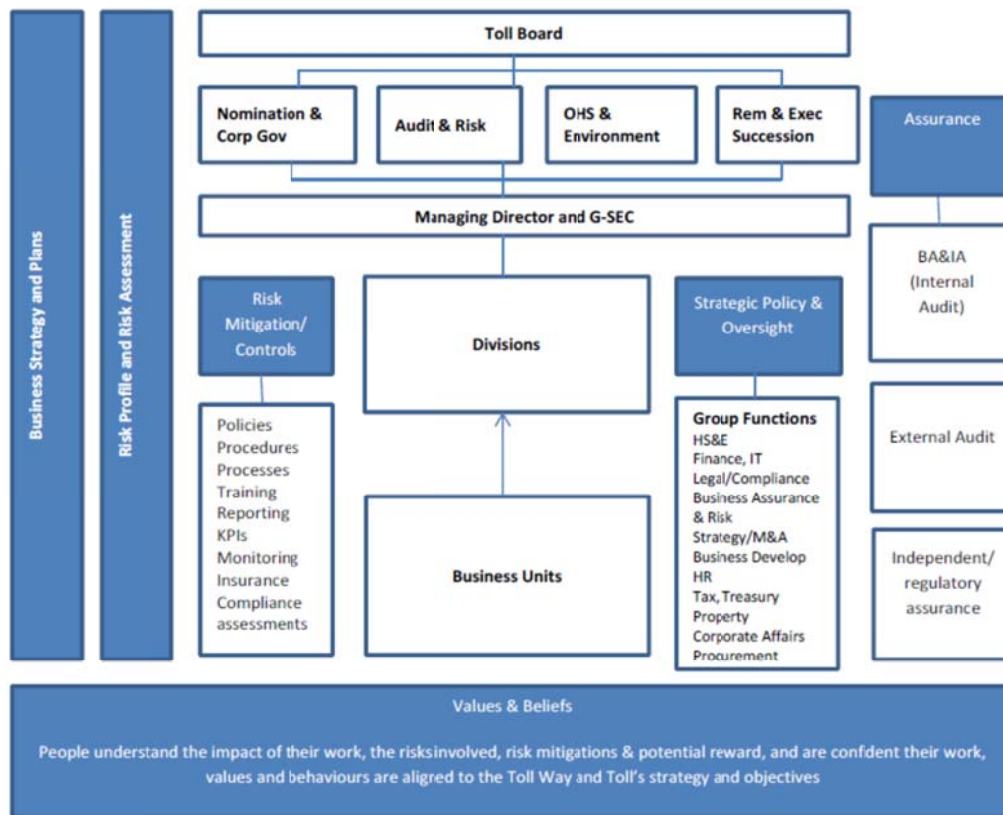 Business Strategy and Plans
Risk Profile and Risk Assessment
Toll Board
Nomination &
Corp Gov
Audit & Risk
OHS &
Environment
Rem & Exec
Succession
Managing Director and G-SEC
Risk
Mitigation/
Controls
Policies
Procedures
Processes
Training
Reporting
KPIs
Monitoring
Insurance
Compliance
assessments
Divisions
Business Units
Strategic Policy &
Oversight
Group Functions
HS&E
Finance, IT
Legal/Compliance
Business Assurance
& Risk
Strategy/M&A
Business Develop
HR
Tax, Treasury
Property
Corporate Affairs
Procurement
Assurance
BA&IA
(Internal
Audit)
External Audit
Independent/
regulatory
assurance
Values & Beliefs
People understand the impact of their work, the risksinvolved, risk mitigations & potential reward, and are confident their work,
values and behaviours are aligned to the Toll Way and Toll's strategy and objectives